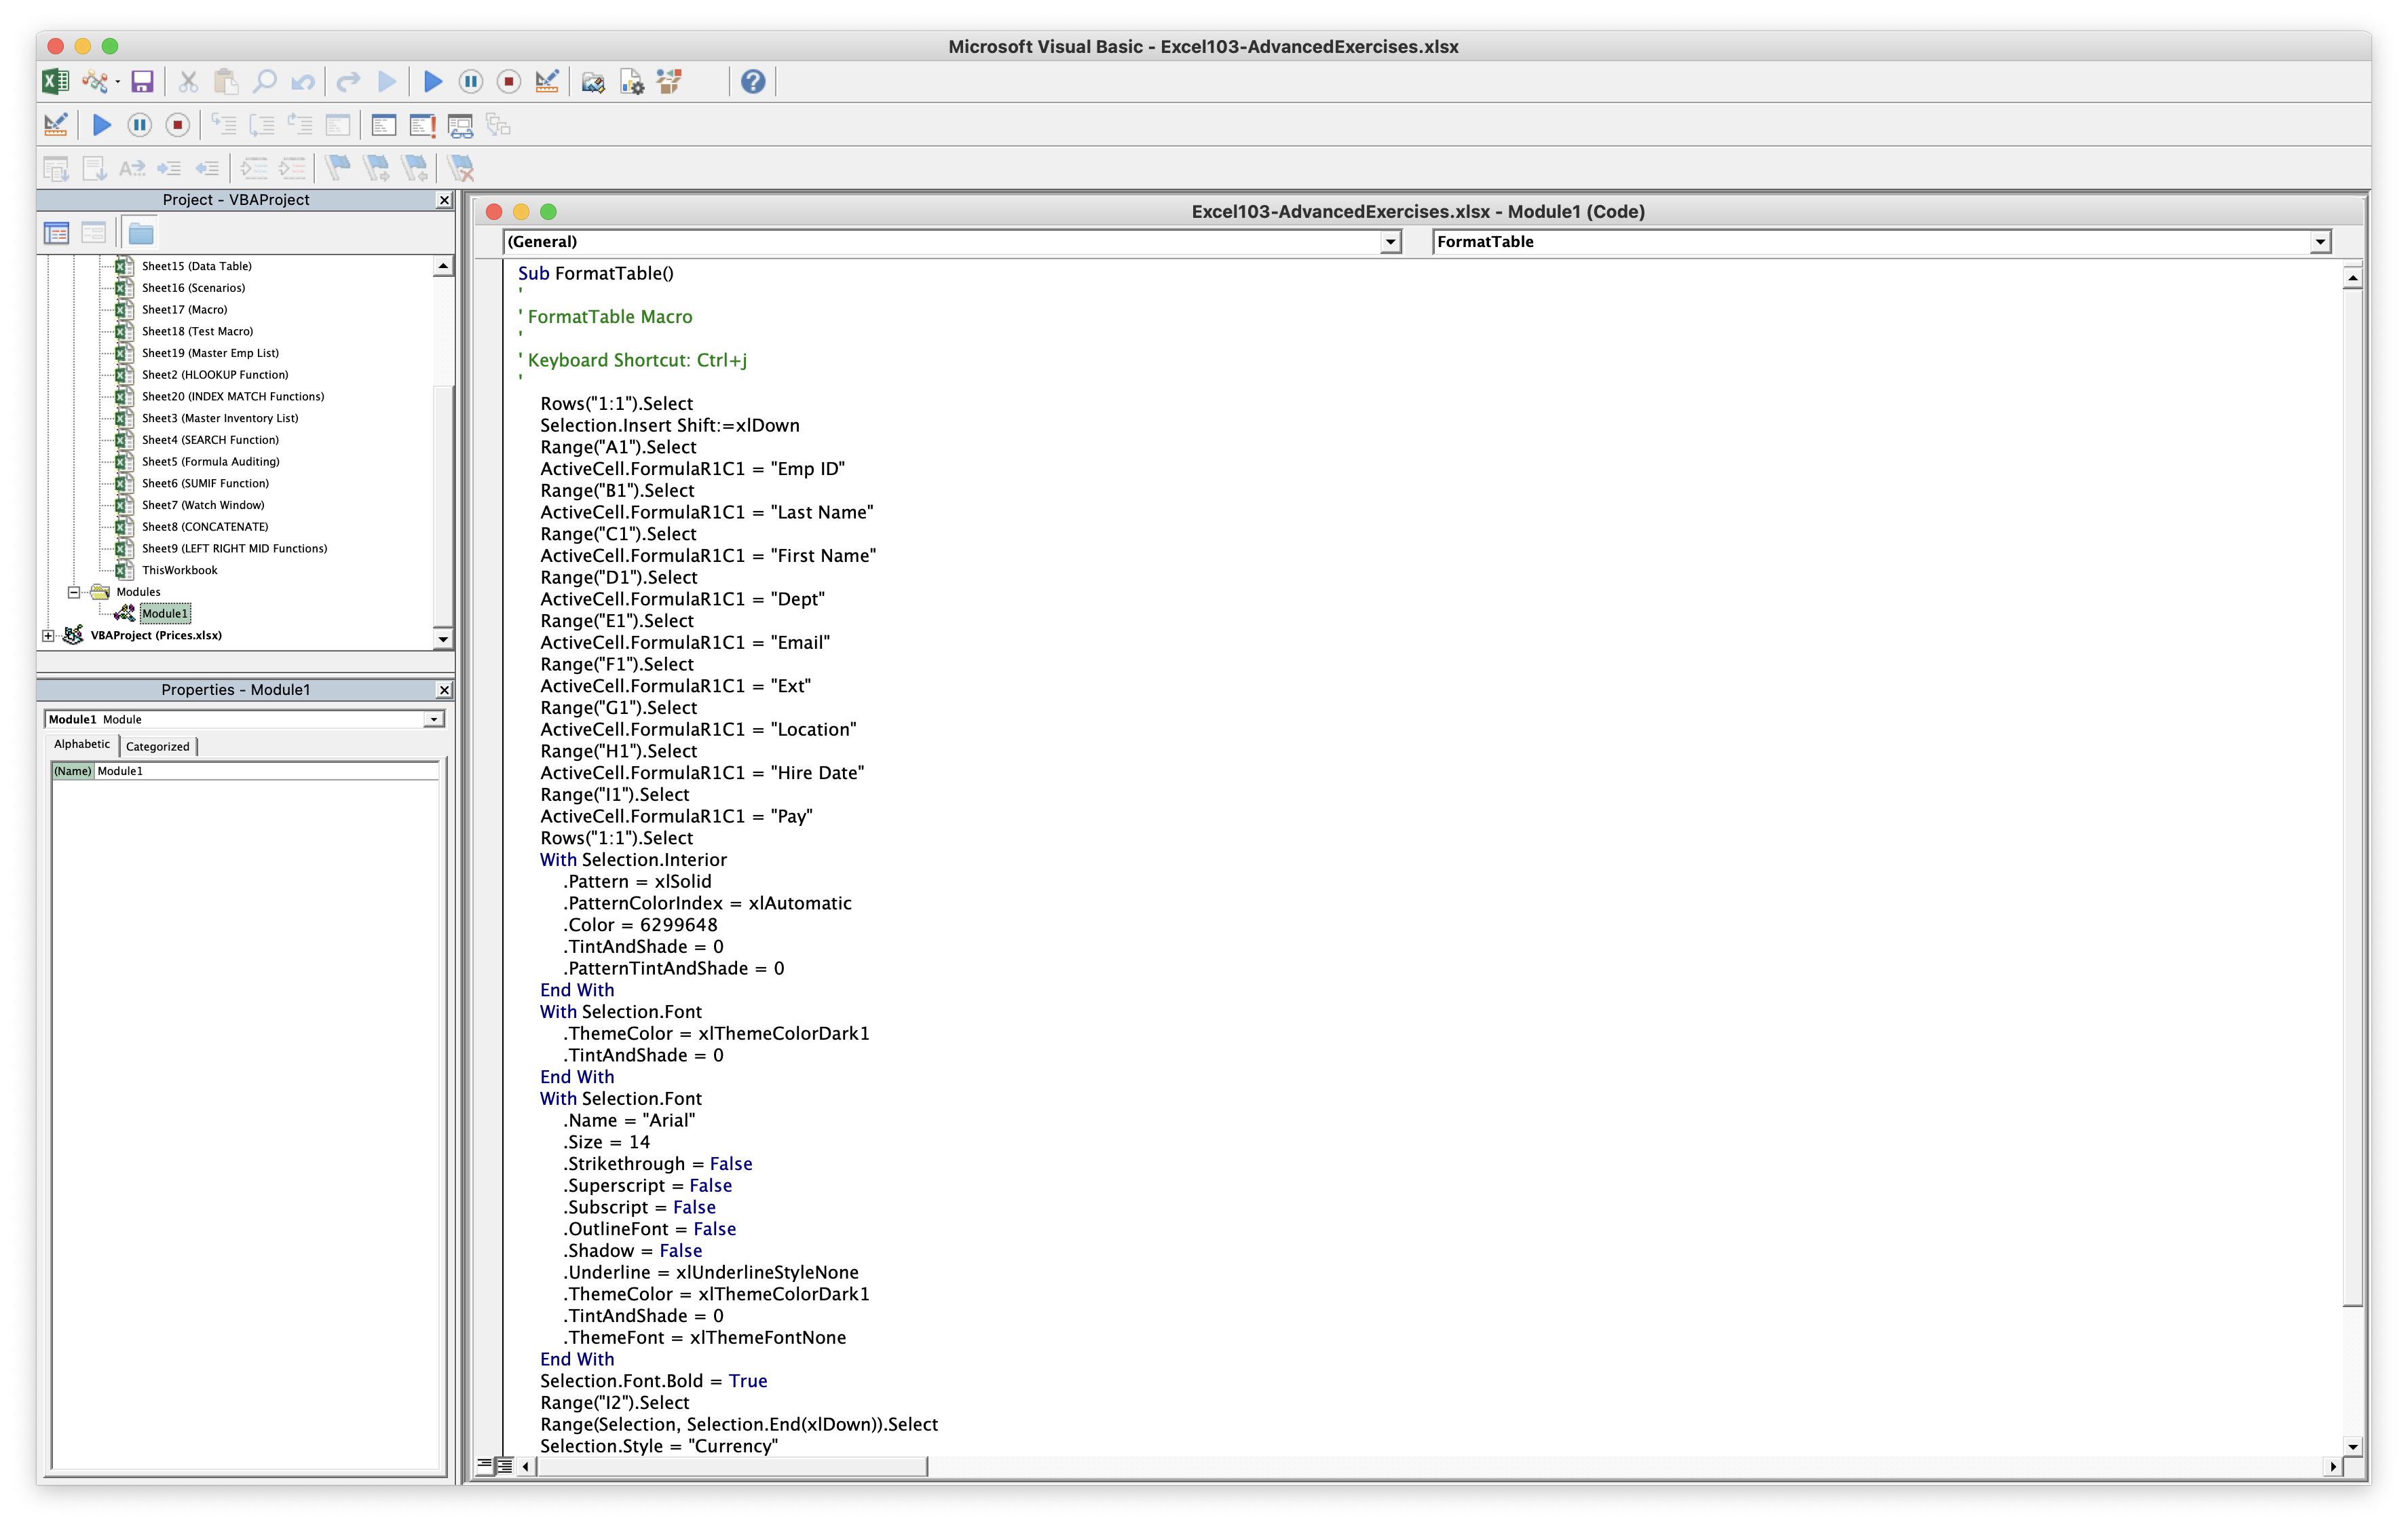 Microsoft Visual Basic - Excel103-AdvancedExercises.xlsx
Project - VBAProject
Sheet15 (Data Table)
Sheet16 (Scenarios)
Sheet17 (Macro)
Sheet18 (Test Macro)
Sheet19 (Master Emp List)
Sheet2 (HLOOKUP Function)
Sheet20 (INDEX MATCH Functions)
Sheet3 (Master Inventory List)
Sheet4 (SEARCH Function)
Sheet5 (Formula Auditing)
Sheet6 (SUMIF Function)
Sheet7 (Watch Window)
Sheet8 (CONCATENATE)
Sheet9 (LEFT RIGHT MID Functions)
ThisWorkbook
Modules
Module1
VBAProject (Prices.xlsx)
Properties - Module1
Module1 Module
Alphabetic Categorized
(Name) Module1
Excel103-AdvancedExercises.xlsx - Module1 (Code)
(General) FormatTable
Sub FormatTable()
'
' FormatTable Macro
'
' Keyboard Shortcut: Ctrl+j
'
Rows("1:1").Select
Selection.Insert Shift:=xlDown
Range("A1").Select
ActiveCell.FormulaR1C1 = "Emp ID"
Range("B1").Select
ActiveCell.FormulaR1C1 = "Last Name"
Range("C1").Select
ActiveCell.FormulaR1C1 = "First Name"
Range("D1").Select
ActiveCell.FormulaR1C1 = "Dept"
Range("E1").Select
ActiveCell.FormulaR1C1 = "Email"
Range("F1").Select
ActiveCell.FormulaR1C1 = "Ext"
Range("G1").Select
ActiveCell.FormulaR1C1 = "Location"
Range("H1").Select
ActiveCell.FormulaR1C1 = "Hire Date"
Range("I1").Select
ActiveCell.FormulaR1C1 = "Pay"
Rows("1:1").Select
With Selection.Interior
.Pattern = xlSolid
.PatternColorIndex = xlAutomatic
.Color = 6299648
.TintAndShade = 0
.PatternTintAndShade = 0
End With
With Selection.Font
.ThemeColor = xlThemeColorDark1
.TintAndShade = 0
End With
With Selection.Font
.Name = "Arial"
.Size = 14
.Strikethrough = False
.Superscript = False
.Subscript = False
.OutlineFont = False
.Shadow = False
.Underline = xlUnderlineStyleNone
.ThemeColor = xlThemeColorDark1
.TintAndShade = 0
.ThemeFont = xlThemeFontNone
End With
Selection.Font.Bold = True
Range("I2").Select
Range(Selection, Selection.End(xlDown)).Select
Selection.Style = "Currency"